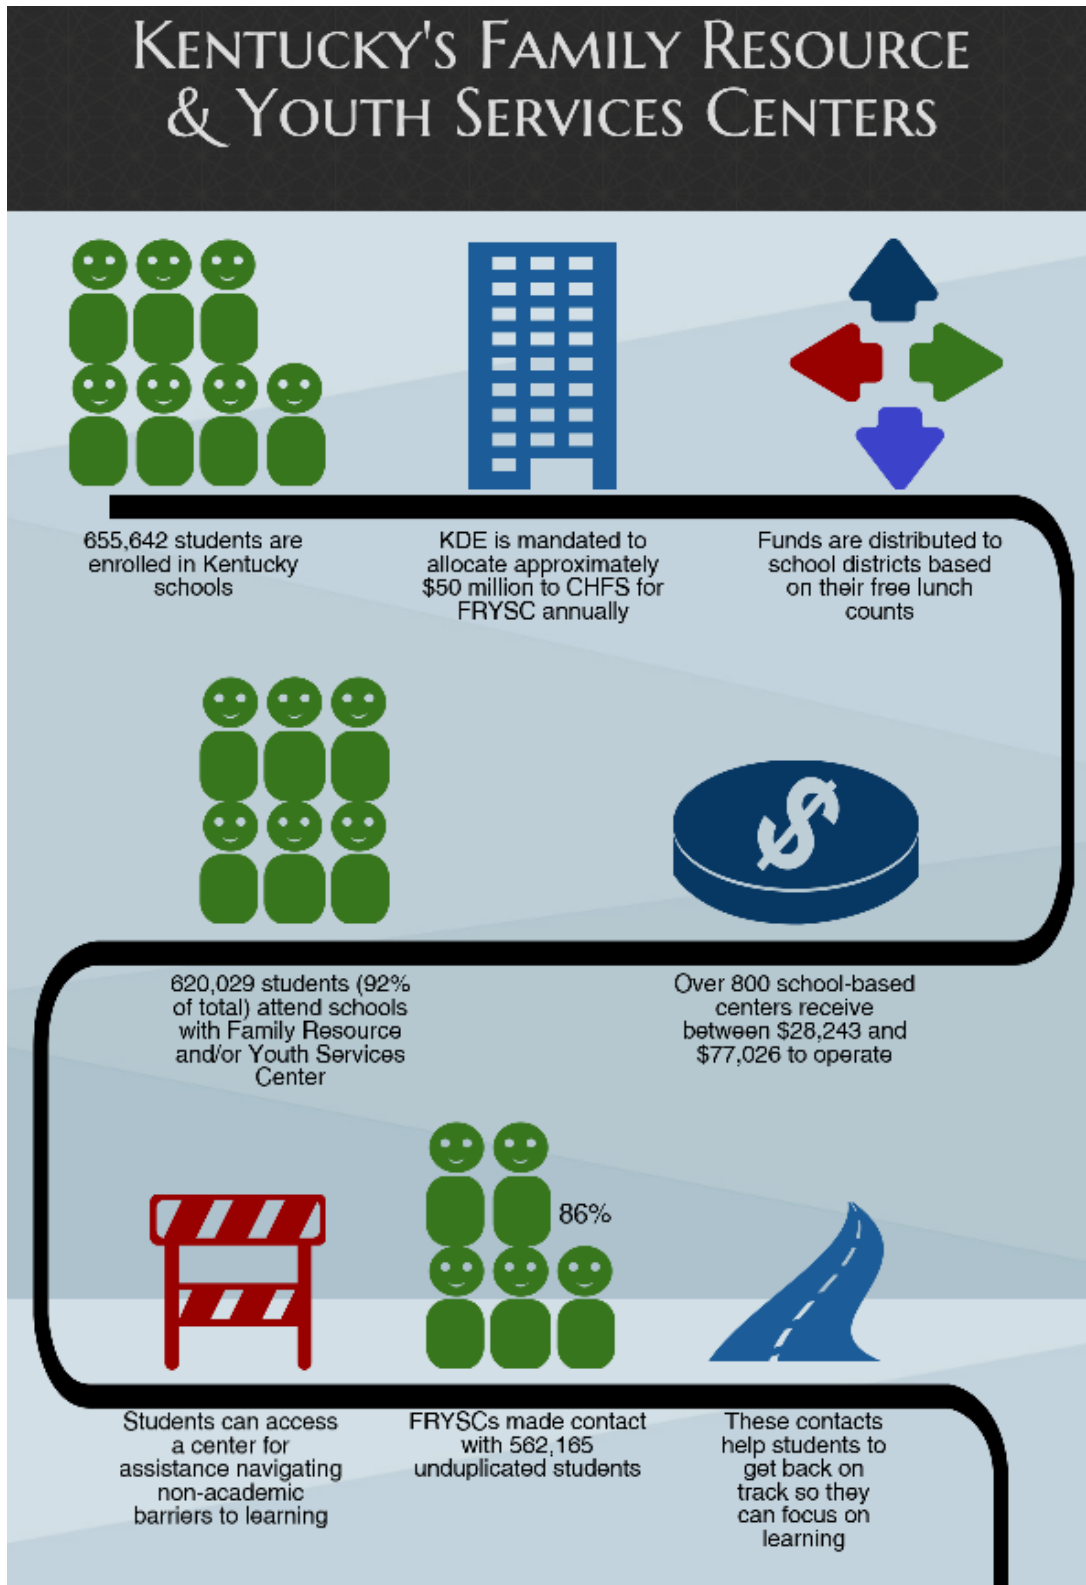 KENTUCKY'S FAMILY RESOURCE
& YOUTH SERVICES CENTERS
655,642 students are
enrolled in Kentucky
schools
KDE is mandated to
allocate approximately
$50 million to CHFS for
FRYSC annually
Funds are distributed to
school districts based
on their free lunch
counts
620,029 students (92%
of total) attend schools
with Family Resource
and/or Youth Services
Center
Over 800 school-based
centers receive
between $28,243 and
$77,026 to operate
86%
Students can access
a center for
assistance navigating
non-academic
barriers to learning
FRYSCs made contact
with 562,165
unduplicated students
These contacts
help students to
get back on
track so they
can focus on
learning